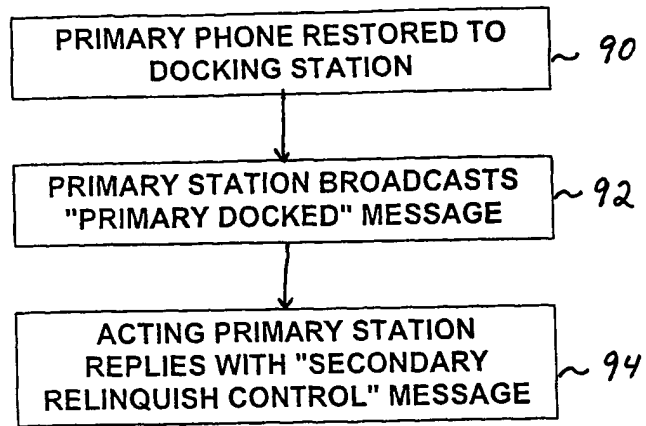 PRIMARY PHONE RESTORED TO
DOCKING STATION
~ 90
PRIMARY STATION BROADCASTS
"PRIMARY DOCKED" MESSAGE
~ 92
ACTING PRIMARY STATION
REPLIES WITH "SECONDARY
RELINQUISH CONTROL" MESSAGE
~ 94